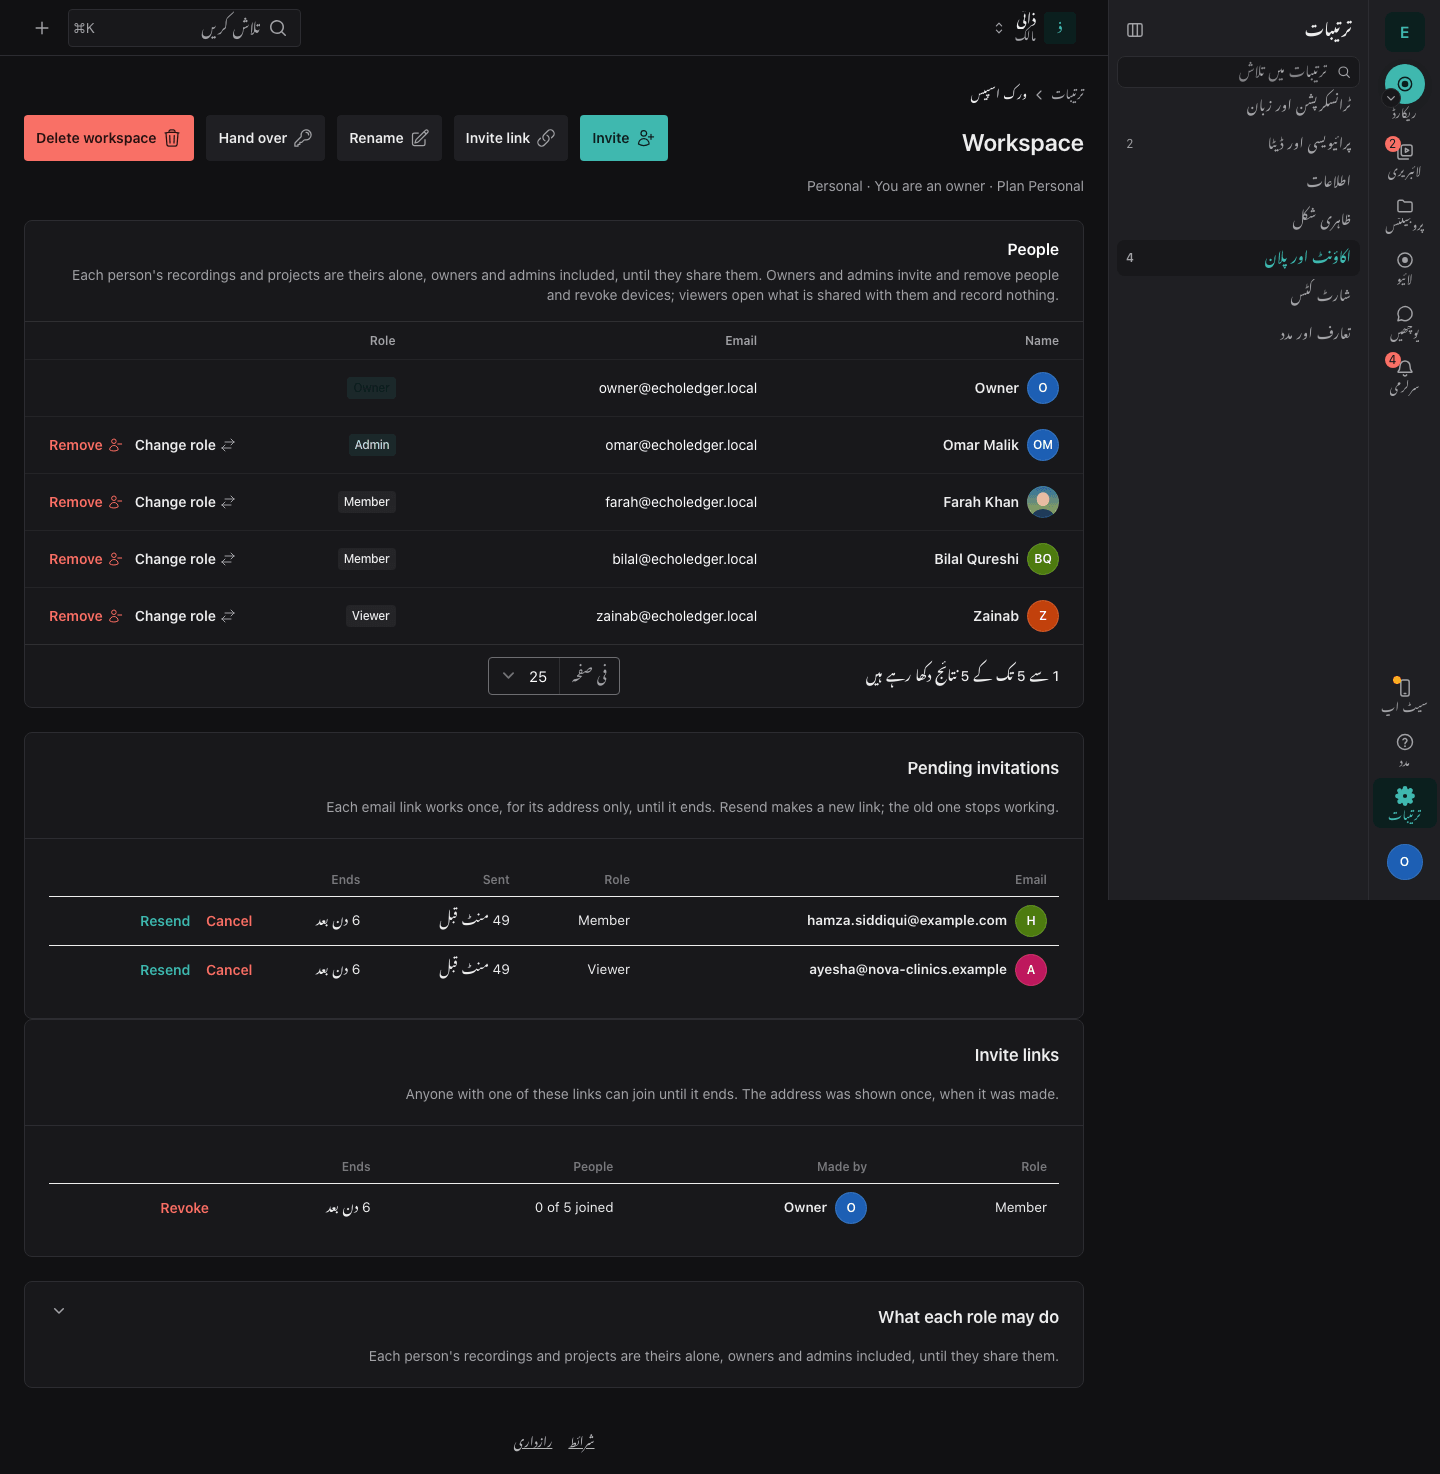 E
ریکارڈ
2
لائبریری
پروجیکٹس
لائیو
پوچھیں
4
سرگرمی
سیٹ اپ
مدد
ترتیبات
O
ترتیبات
ترتیبات میں تلاش
ٹرانسکرپشن اور زبان
پرائیویسی اور ڈیٹا 2
اطلاعات
ظاہری شکل
اکاؤنٹ اور پلان 4
شارٹ کٹس
تعارف اور مدد
ذ
ذاتی
مالک
تلاش کریں ⌘K
ترتیبات ورک اسپیس
Workspace
Invite
Invite link
Rename
Hand over
Delete workspace
Personal · You are an owner · Plan Personal
People
Each person's recordings and projects are theirs alone, owners and admins included, until they share them. Owners and admins invite and remove people
and revoke devices; viewers open what is shared with them and record nothing.
Name Email Role
O Owner owner@echoledger.local Owner
OM Omar Malik omar@echoledger.local Admin Change role Remove
Farah Khan farah@echoledger.local Member Change role Remove
BQ Bilal Qureshi bilal@echoledger.local Member Change role Remove
Z Zainab zainab@echoledger.local Viewer Change role Remove
1 سے 5 تک کے 5 نتائج دکھا رہے ہیں
فی صفحہ 25
Pending invitations
Each email link works once, for its address only, until it ends. Resend makes a new link; the old one stops working.
Email Role Sent Ends
H hamza.siddiqui@example.com Member 49 منٹ قبل 6 دن بعد Cancel Resend
A ayesha@nova-clinics.example Viewer 49 منٹ قبل 6 دن بعد Cancel Resend
Invite links
Anyone with one of these links can join until it ends. The address was shown once, when it was made.
Role Made by People Ends
Member O Owner 0 of 5 joined 6 دن بعد Revoke
What each role may do
Each person's recordings and projects are theirs alone, owners and admins included, until they share them.
شرائط رازداری